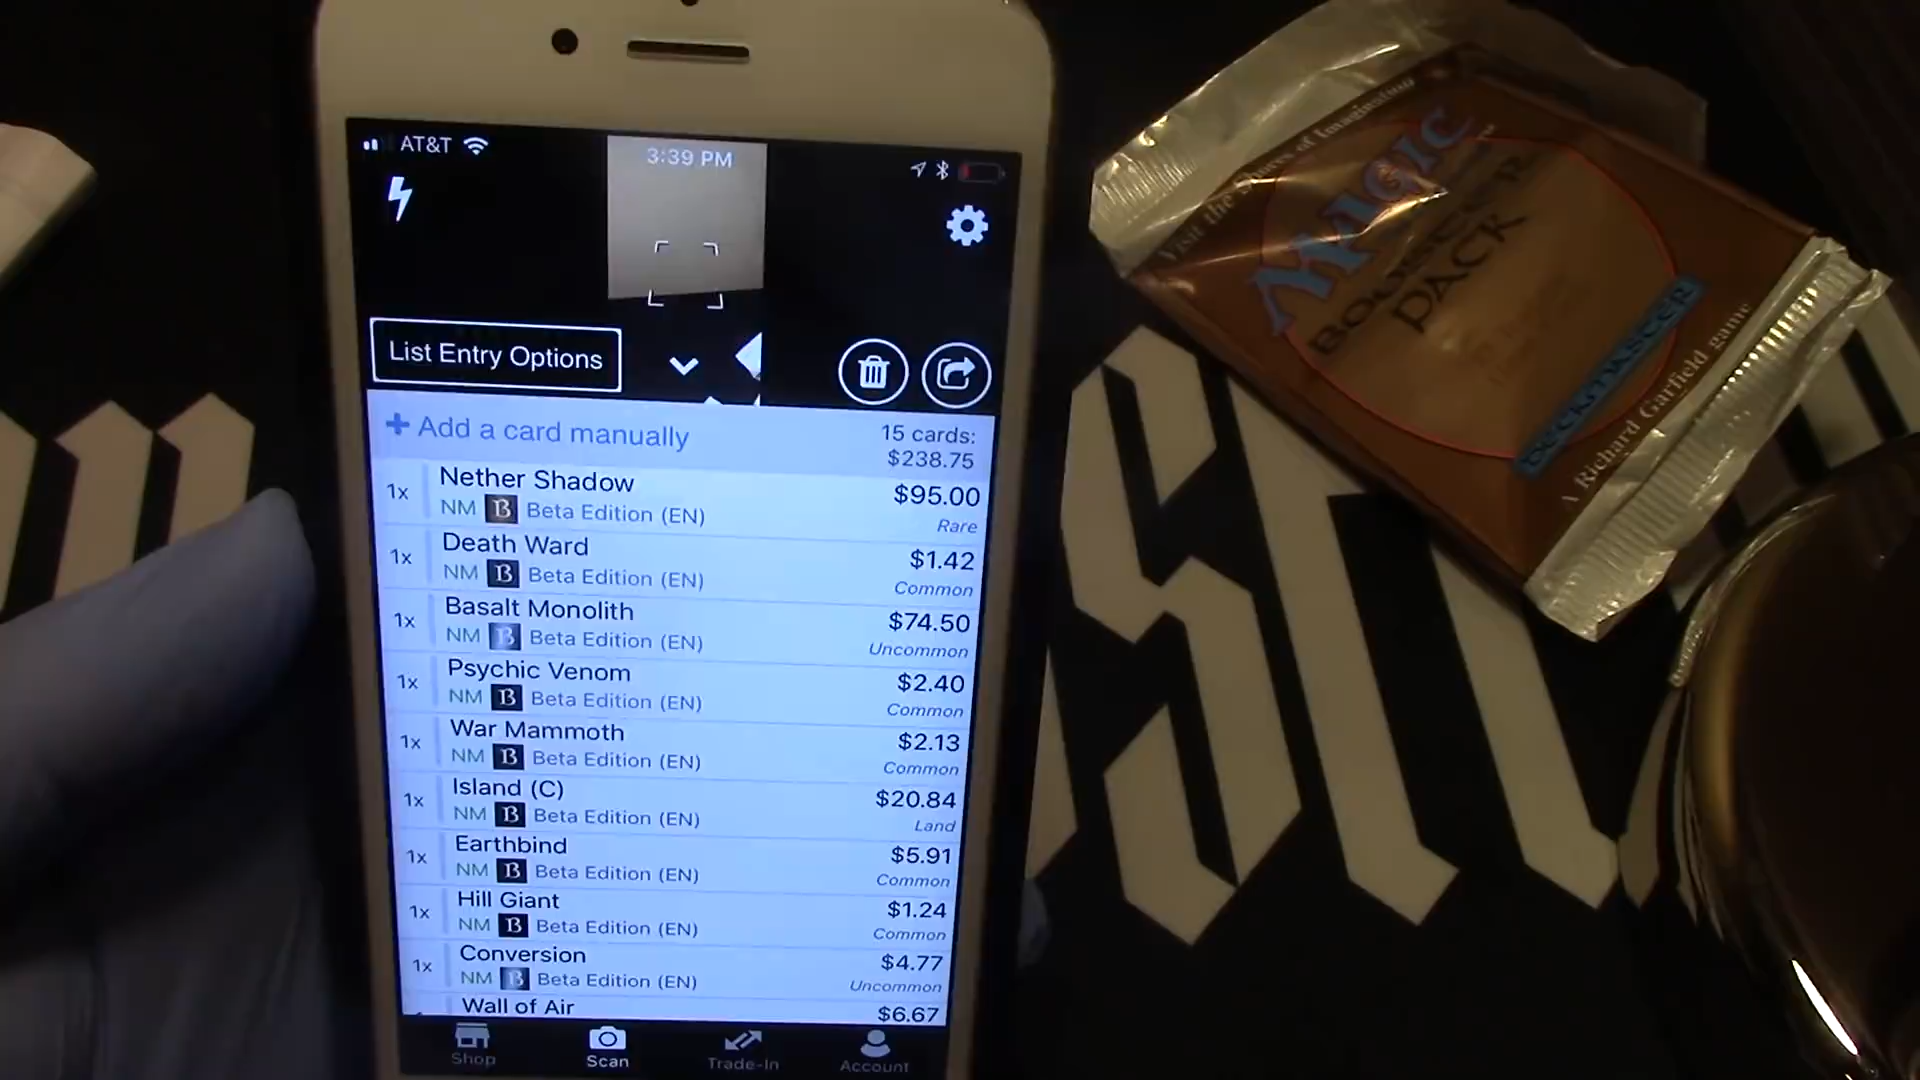 AT&T
3:39 PM
List Entry Options
+ Add a card manually
15 cards:
$238.75
1x Nether Shadow $95.00
NM B Beta Edition (EN) Rare
1x Death Ward $1.42
NM B Beta Edition (EN) Common
1x Basalt Monolith $74.50
NM B Beta Edition (EN) Uncommon
1x Psychic Venom $2.40
NM B Beta Edition (EN) Common
1x War Mammoth $2.13
NM B Beta Edition (EN) Common
1x Island (C) $20.84
NM B Beta Edition (EN) Land
1x Earthbind $5.91
NM B Beta Edition (EN) Common
1x Hill Giant $1.24
NM B Beta Edition (EN) Common
1x Conversion $4.77
NM B Beta Edition (EN) Uncommon
Wall of Air $6.67
Shop Scan Trade-In Account
Visit the Shores of Imagination
MAGIC
BOOSTER
PACK
DECKMASTER
A Richard Garfield game